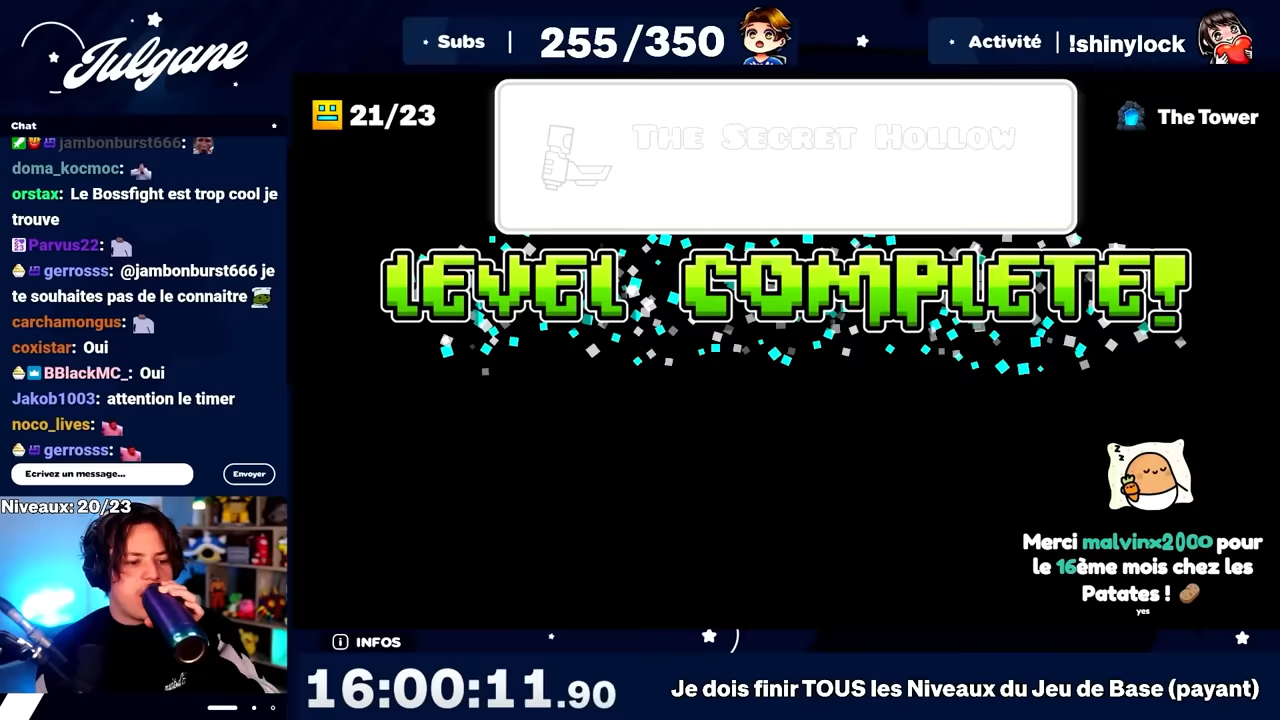 Julgane
Subs | 255/350
Activité | !shinylock
Chat
jambonburst666:
doma_kocmoc:
orstax: Le Bossfight est trop cool je
trouve
Parvus22:
gerrosss: @jambonburst666 je
te souhaites pas de le connaitre
carchamongus:
coxistar: Oui
BBlackMC_: Oui
Jakob1003: attention le timer
noco_lives:
gerrosss:
Ecrivez un message...
Envoyer
21/23
The Secret Hollow
The Tower
LEVEL COMPLETE!
Niveaux: 20/23
z z
Merci malvinx2000 pour
le 16ème mois chez les
Patates !
yes
INFOS
16:00:11.90
Je dois finir TOUS les Niveaux du Jeu de Base (payant)